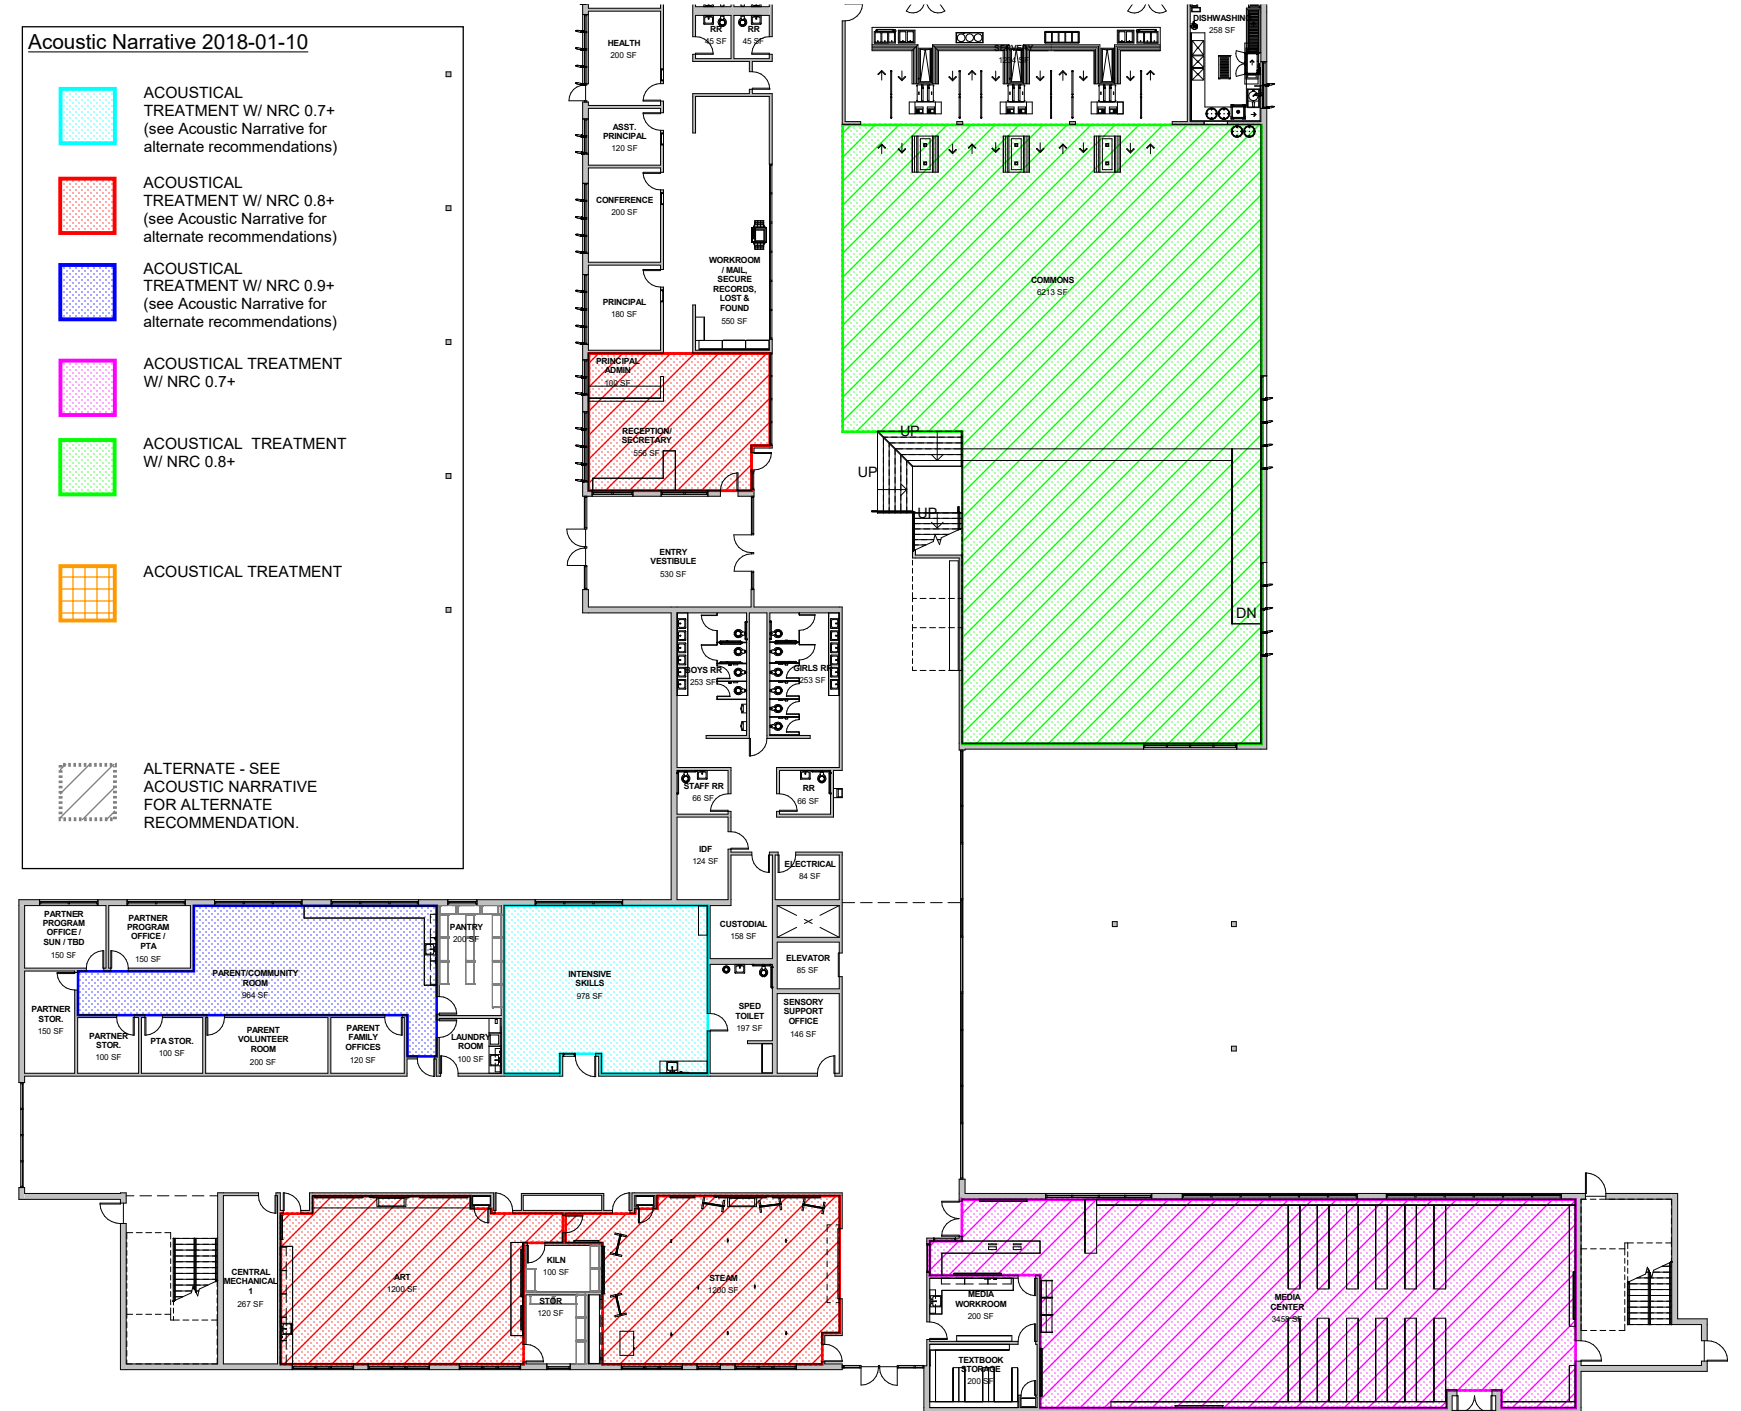 Acoustic Narrative 2018-01-10
ACOUSTICAL
TREATMENT W/ NRC 0.7+
(see Acoustic Narrative for
alternate recommendations)
ACOUSTICAL
TREATMENT W/ NRC 0.8+
(see Acoustic Narrative for
alternate recommendations)
ACOUSTICAL
TREATMENT W/ NRC 0.9+
(see Acoustic Narrative for
alternate recommendations)
ACOUSTICAL TREATMENT
W/ NRC 0.7+
ACOUSTICAL TREATMENT
W/ NRC 0.8+
ACOUSTICAL TREATMENT
ALTERNATE - SEE
ACOUSTIC NARRATIVE
FOR ALTERNATE
RECOMMENDATION.
HEALTH
200 SF
RR
45 SF
RR
45 SF
ASST.
PRINCIPAL
120 SF
CONFERENCE
200 SF
PRINCIPAL
180 SF
WORKROOM
/ MAIL,
SECURE
RECORDS,
LOST &
FOUND
550 SF
PRINCIPAL
ADMIN
100 SF
RECEPTION/
SECRETARY
556 SF
ENTRY
VESTIBULE
530 SF
SERVERY
DISHWASHING
258 SF
COMMONS
6213 SF
UP
UP
UP
DN
BOYS RR
253 SF
GIRLS RR
253 SF
STAFF RR
66 SF
RR
66 SF
IDF
124 SF
ELECTRICAL
84 SF
CUSTODIAL
158 SF
ELEVATOR
85 SF
SPED
TOILET
197 SF
SENSORY
SUPPORT
OFFICE
146 SF
PARTNER
PROGRAM
OFFICE /
SUN / TBD
150 SF
PARTNER
PROGRAM
OFFICE /
PTA
150 SF
PARENT/COMMUNITY
ROOM
964 SF
PANTRY
200 SF
INTENSIVE
SKILLS
978 SF
PARTNER
STOR.
150 SF
PARTNER
STOR.
100 SF
PTA STOR.
100 SF
PARENT
VOLUNTEER
ROOM
200 SF
PARENT
FAMILY
OFFICES
120 SF
LAUNDRY
ROOM
100 SF
CENTRAL
MECHANICAL
1
267 SF
ART
1200 SF
KILN
100 SF
STOR
120 SF
STEAM
1200 SF
MEDIA
WORKROOM
200 SF
TEXTBOOK
STORAGE
200 SF
MEDIA
CENTER